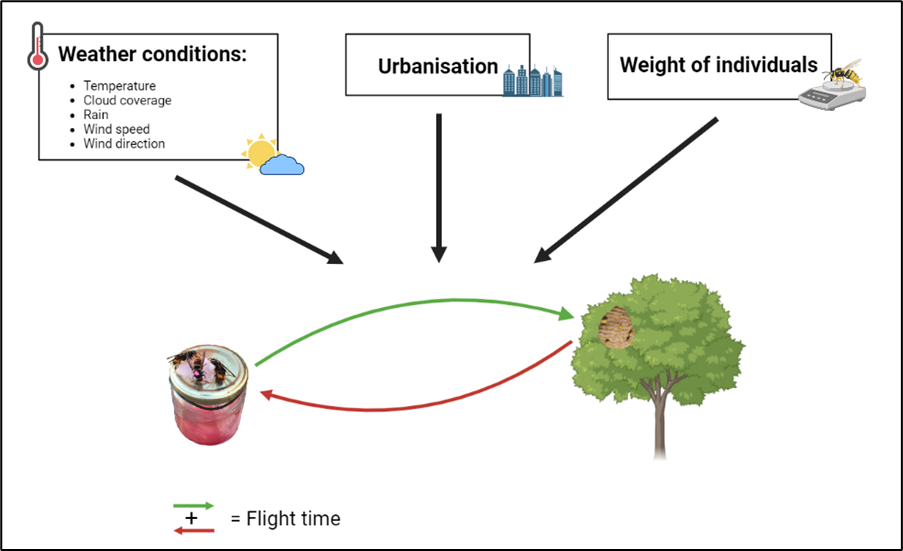 Weather conditions:
• Temperature
• Cloud coverage
• Rain
• Wind speed
• Wind direction
Urbanisation
Weight of individuals
+ = Flight time